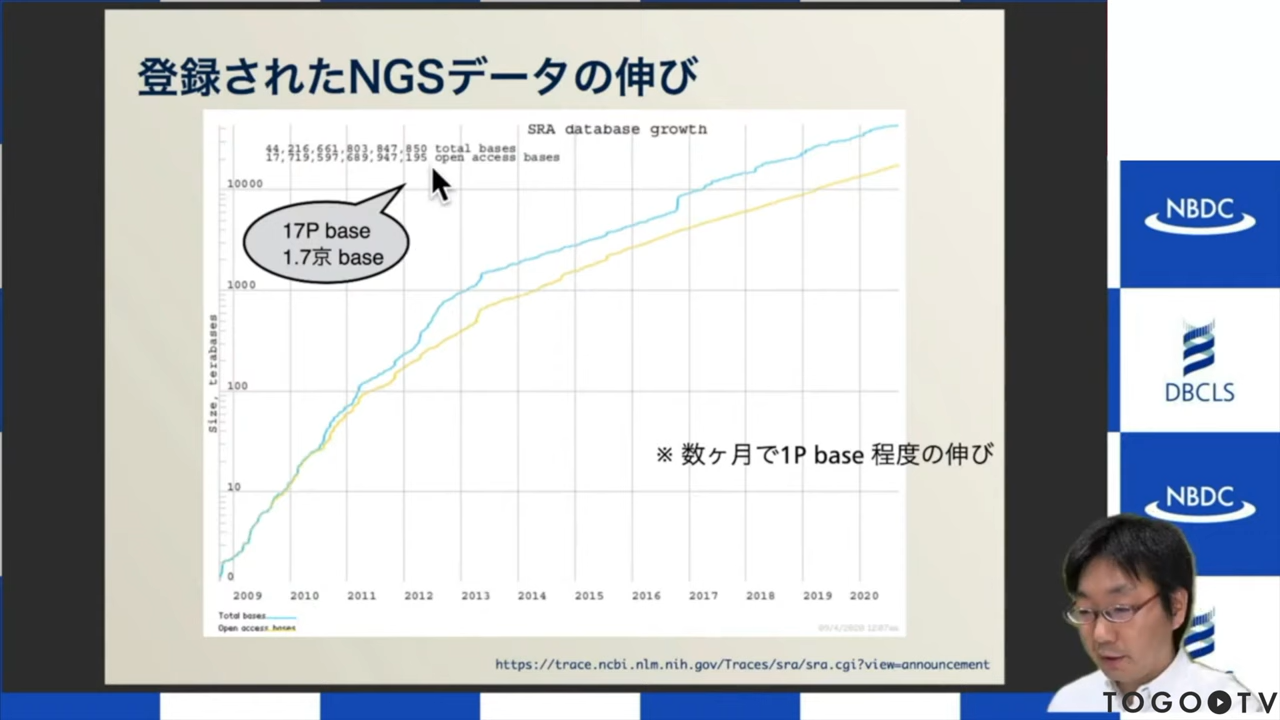 登録されたNGSデータの伸び
SRA database growth
44,216,661,803,847,850 total bases
17,719,597,689,947,195 open access bases
10000
17P base
1.7京 base
1000
Size, terabases
100
※ 数ヶ月で1P base 程度の伸び
10
0
2009 2010 2011 2012 2013 2014 2015 2016 2017 2018 2019 2020
Total bases
Open access bases
https://trace.ncbi.nlm.nih.gov/Traces/sra/sra.cgi?view=announcement
NBDC
DBCLS
NBDC
TOGO TV